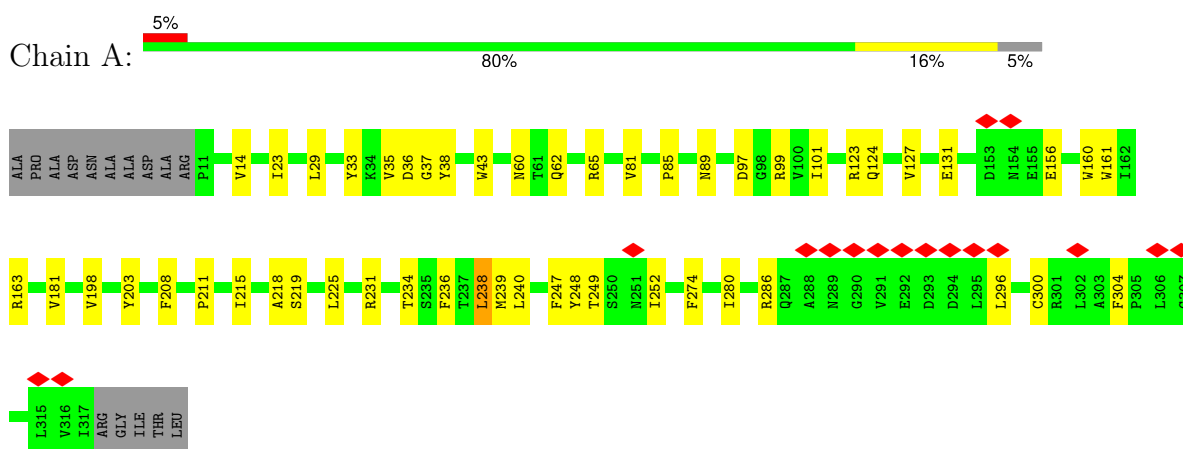 5%
Chain A:
80% 16% 5%
ALA PRO ALA ASP ASN ALA ALA ASP ALA ARG P11 V14 I23 L29 Y33 K34 V35 D36 G37 Y38 W43 N60 T61 Q62 R65 V81 P85 N89 D97 G98 R99 V100 I101 R123 Q124 V127 E131 D153 N154 E155 E156 W160 W161 I162
R163 V181 V198 Y203 F208 P211 I215 A218 S219 L225 R231 T234 S235 F236 T237 L238 M239 L240 F247 Y248 T249 S250 N251 I252 F274 I280 R286 Q287 A288 N289 G290 V291 E292 D293 D294 L295 L296 C300 R301 L302 A303 F304 P305 L306
L315 V316 I317 ARG GLY ILE THR LEU